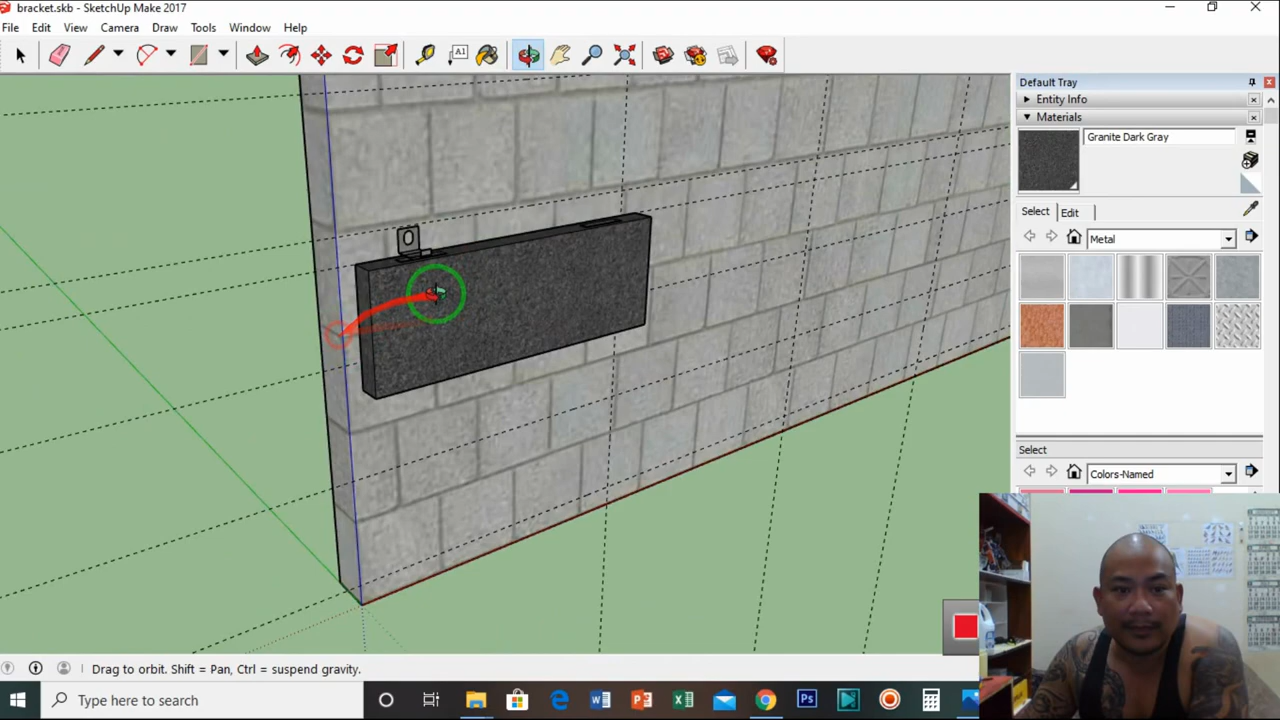 bracket.skb - SketchUp Make 2017
File Edit View Camera Draw Tools Window Help
A1
Default Tray
Entity Info
Materials
Granite Dark Gray
Select Edit
Metal
Select
Colors-Named
Drag to orbit. Shift = Pan, Ctrl = suspend gravity.
Type here to search